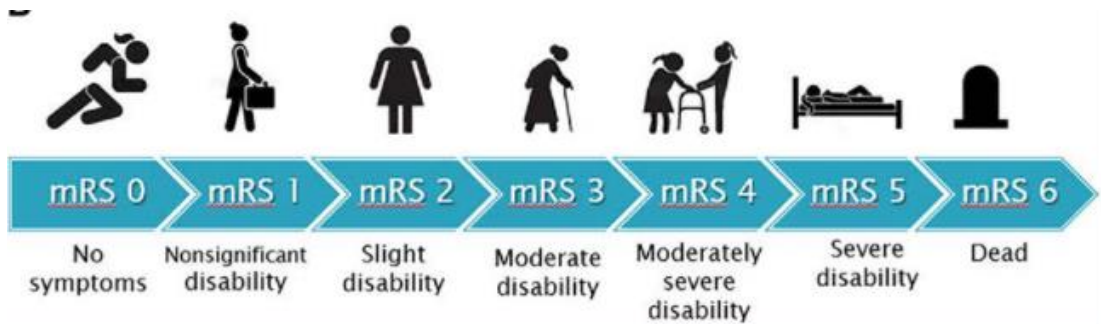 mRS 0
mRS 1
mRS 2
mRS 3
mRS 4
mRS 5
mRS 6
No
symptoms
Nonsignificant
disability
Slight
disability
Moderate
disability
Moderately
severe
disability
Severe
disability
Dead